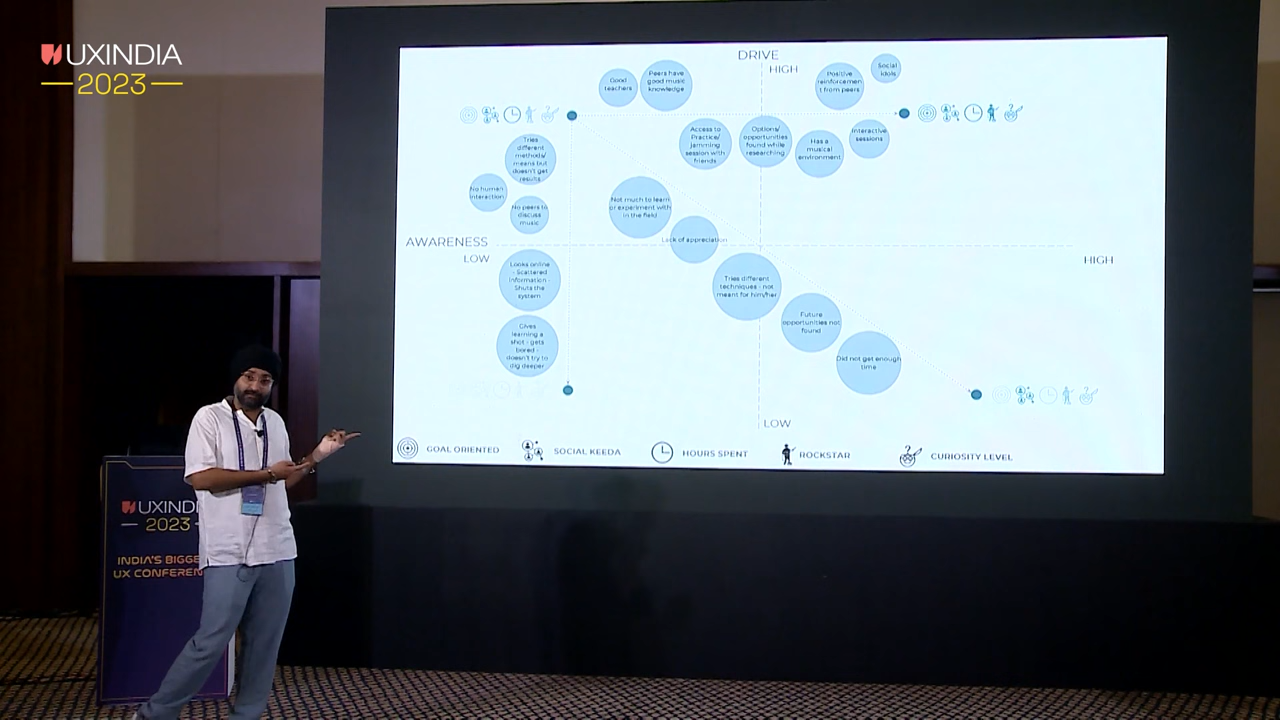 UXINDIA
2023
DRIVE
HIGH
Good
teachers
Peers have
good music
knowledge
Positive
reinforcemen
t from peers
Social
idols
Tries
different
methods/
means but
doesn't get
results
Access to
Practice/
jamming
session with
friends
Options/
opportunities
found while
researching
Has a
musical
environment
Interactive
sessions
No human
interaction
No peers to
discuss
music
Not much to learn
or experiment with
in the field
Lack of appreciation
AWARENESS
LOW
HIGH
Looks online
- Scattered
information -
Shuts the
system
Tries different
techniques - not
meant for him/her
Future
opportunities not
found
Gives
learning a
shot - gets
bored -
doesn't try to
dig deeper
Did not get enough
time
LOW
GOAL ORIENTED
SOCIAL KEEDA
HOURS SPENT
ROCKSTAR
CURIOSITY LEVEL
UXINDI
2023
INDIA'S BIGGE
UX CONFEREN